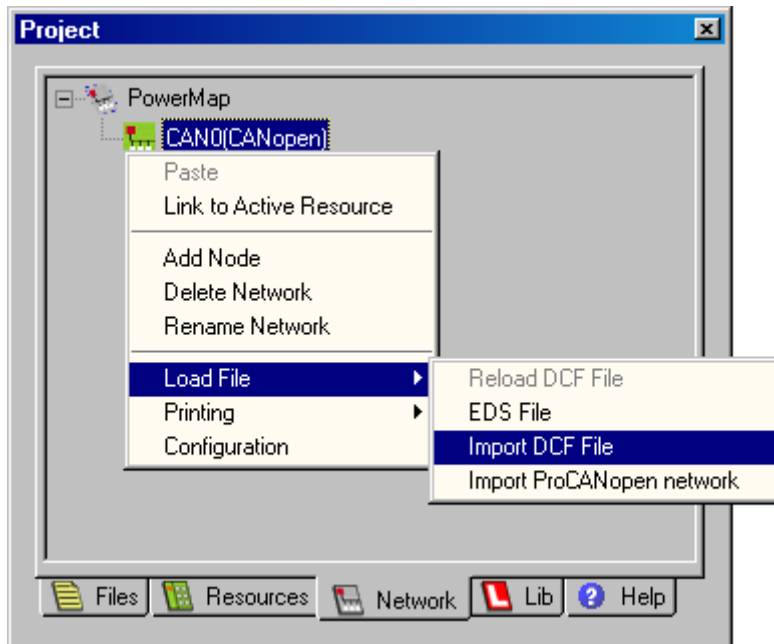 Project
PowerMap
CAN0(CANopen)
Paste
Link to Active Resource
Add Node
Delete Network
Rename Network
Load File
Printing
Configuration
Reload DCF File
EDS File
Import DCF File
Import ProCANopen network
Files Resources Network Lib Help